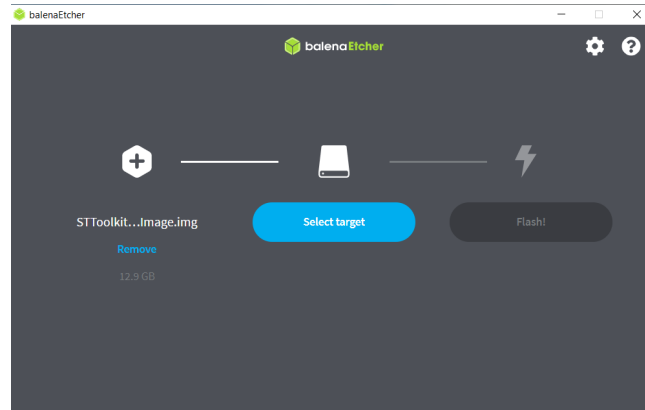 balenaEtcher
balenaEtcher
STToolkit...Image.img
Select target
Flash!
Remove
12.9 GB